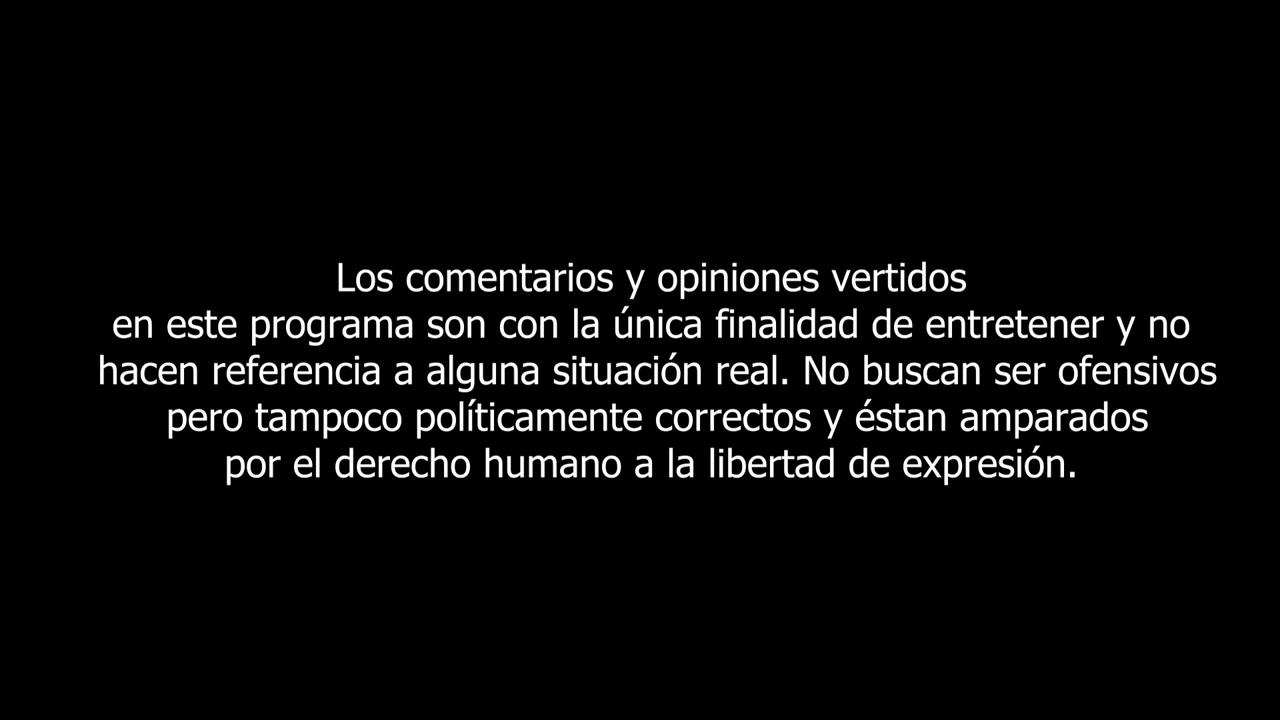 Los comentarios y opiniones vertidos
en este programa son con la única finalidad de entretener y no
hacen referencia a alguna situación real. No buscan ser ofensivos
pero tampoco políticamente correctos y éstan amparados
por el derecho humano a la libertad de expresión.